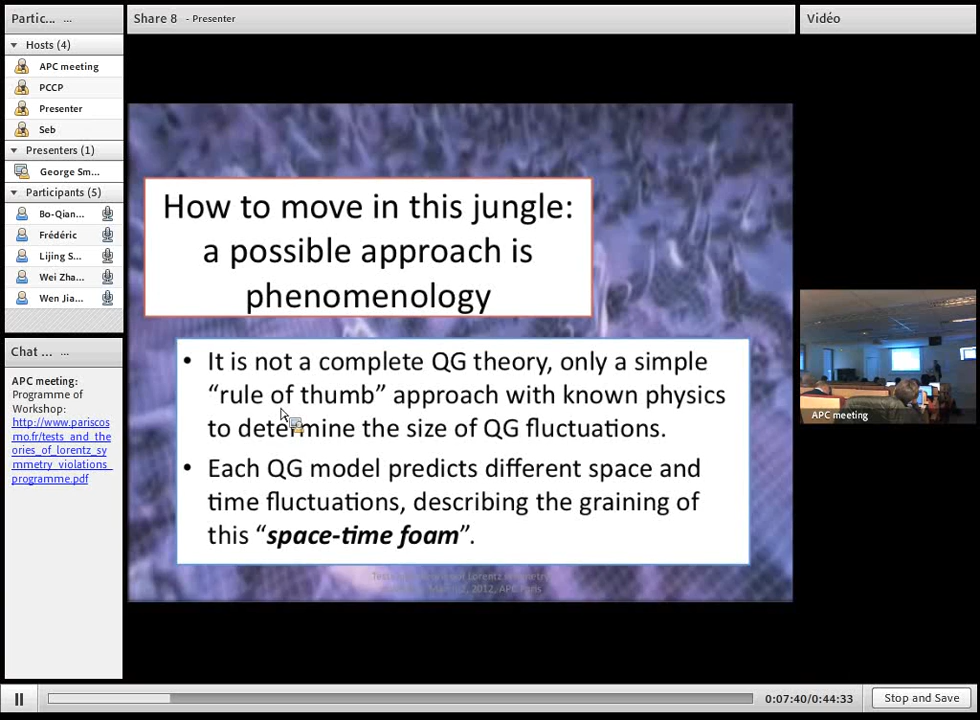 Partic... ...
Hosts (4)
APC meeting
PCCP
Presenter
Seb
Presenters (1)
George Sm...
Participants (5)
Bo-Qian...
Frédéric
Lijing S...
Wei Zha...
Wen Jia...
Chat ... ...
APC meeting:
Programme of
Workshop:
http://www.parisco
smo.fr/tests_and_the
ories_of_lorentz_sy
mmetry_violations_
programme.pdf
Share 8 - Presenter
How to move in this jungle:
a possible approach is
phenomenology
• It is not a complete QG theory, only a simple
“rule of thumb” approach with known physics
to determine the size of QG fluctuations.
• Each QG model predicts different space and
time fluctuations, describing the graining of
this “space-time foam”.
2012, APC Paris
Vidéo
APC meeting
0:07:40/0:44:33
Stop and Save